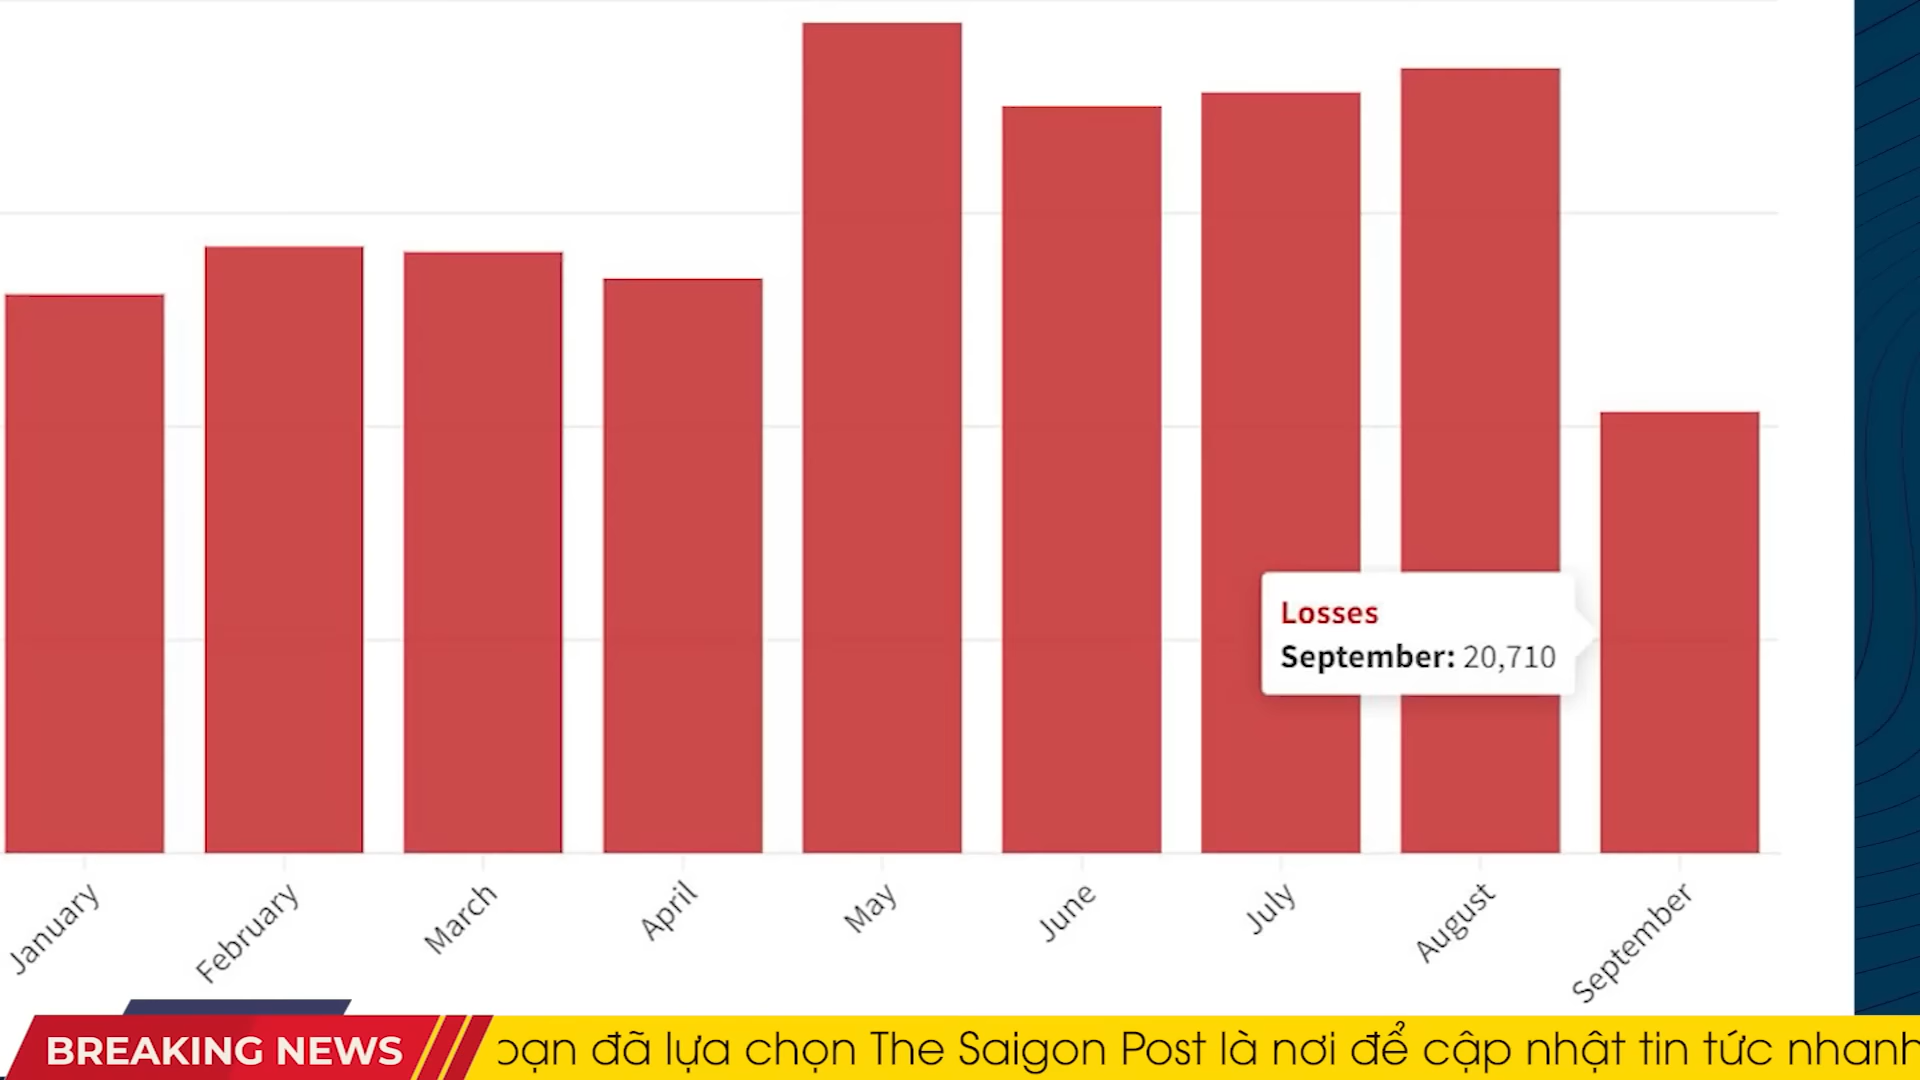 Losses
September: 20,710
January
February
March
April
May
June
July
August
September
BREAKING NEWS
đã lựa chọn The Saigon Post là nơi để cập nhật tin tức nhanh